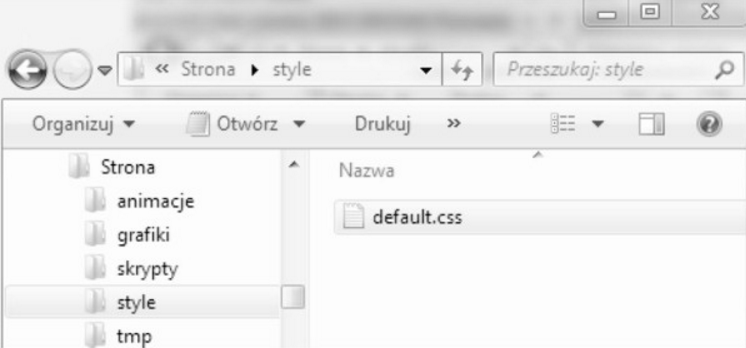 « Strona ▸ style
Przeszukaj: style
Organizuj Otwórz Drukuj »
Strona
animacje
grafiki
skrypty
style
tmp
Nazwa
default.css